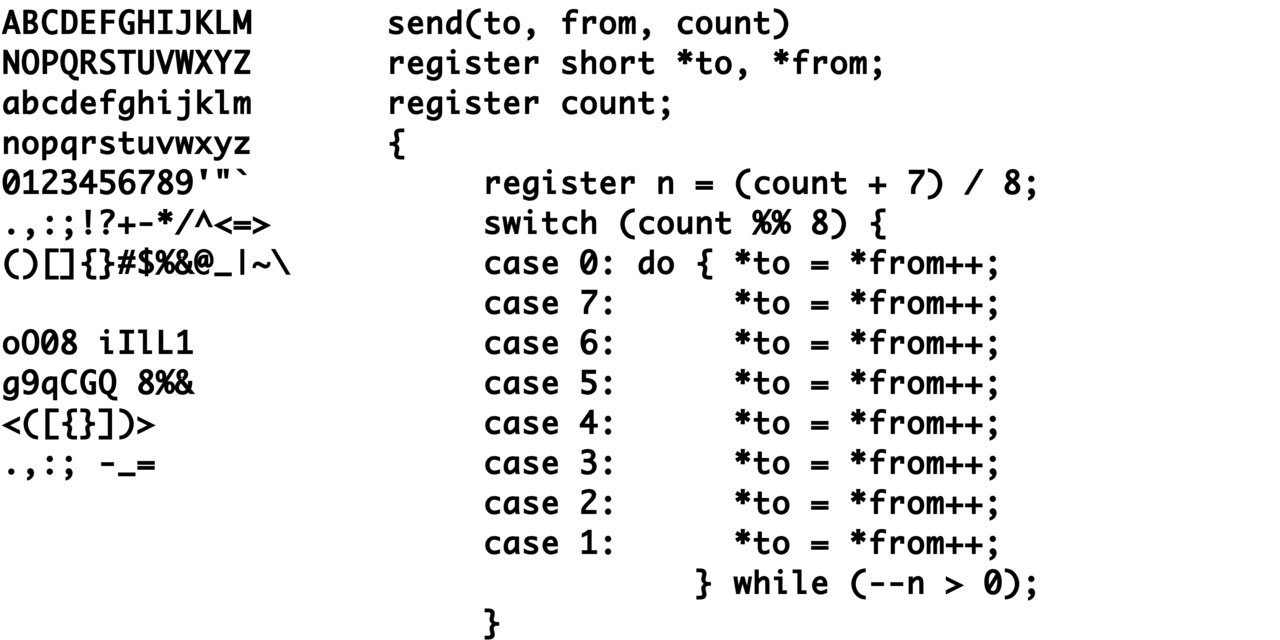 ABCDEFGHIJKLM       send(to, from, count)
NOPQRSTUVWXYZ       register short *to, *from;
abcdefghijklm       register count;
nopqrstuvwxyz       {
0123456789'"`            register n = (count + 7) / 8;
.,:;!?+-*/^<=>           switch (count %% 8) {
()[]{}#$%&@_|~\          case 0: do { *to = *from++;
                         case 7:      *to = *from++;
oO08 iIlL1               case 6:      *to = *from++;
g9qCGQ 8%&               case 5:      *to = *from++;
<([{}])>                 case 4:      *to = *from++;
.,:; -_=                 case 3:      *to = *from++;
                         case 2:      *to = *from++;
                         case 1:      *to = *from++;
                                    } while (--n > 0);
                         }